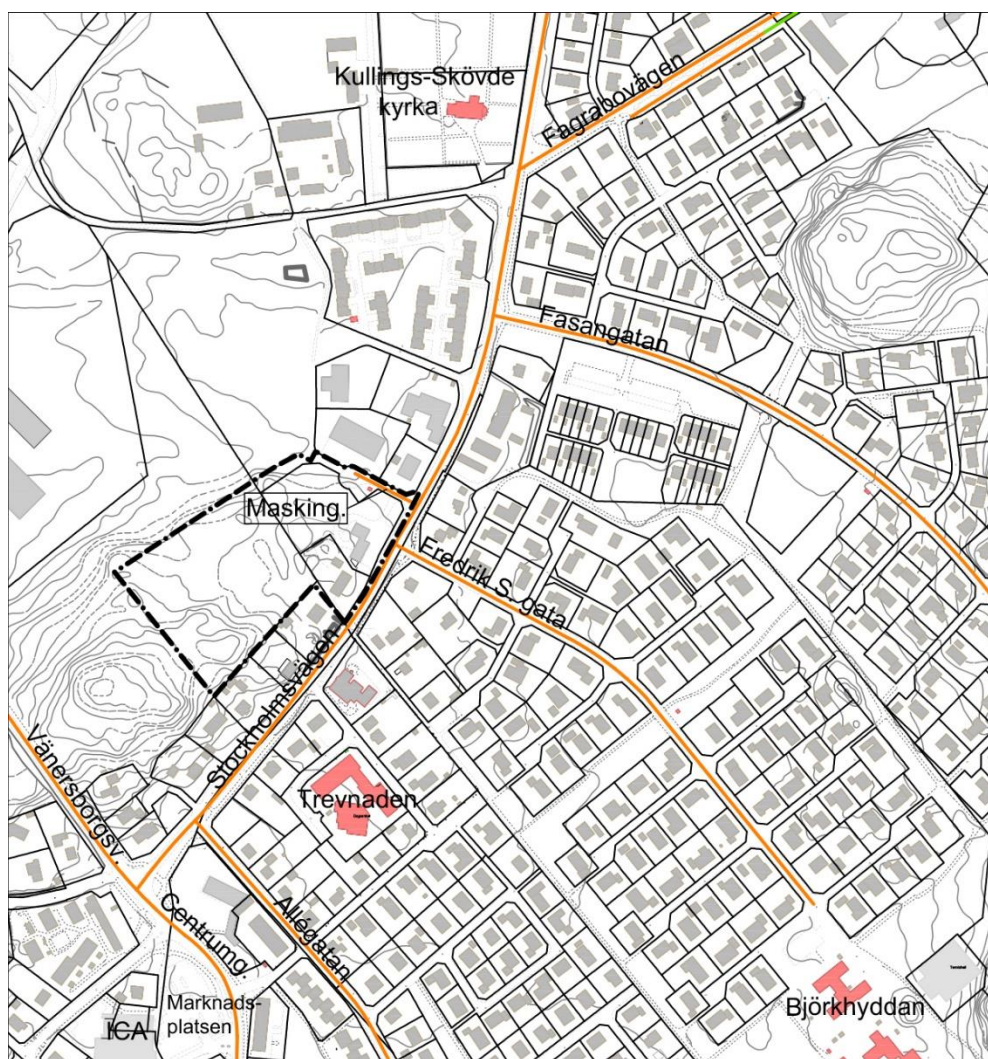 Kullings-Skövde
kyrka
Fagrabovägen
Fasangatan
Masking.
Fredrik S. gata
Stockholmsvägen
Vänersborgsv.
Trevnaden
Allégatan
Centrumg.
Marknads-
platsen
ICA
Björkhyddan